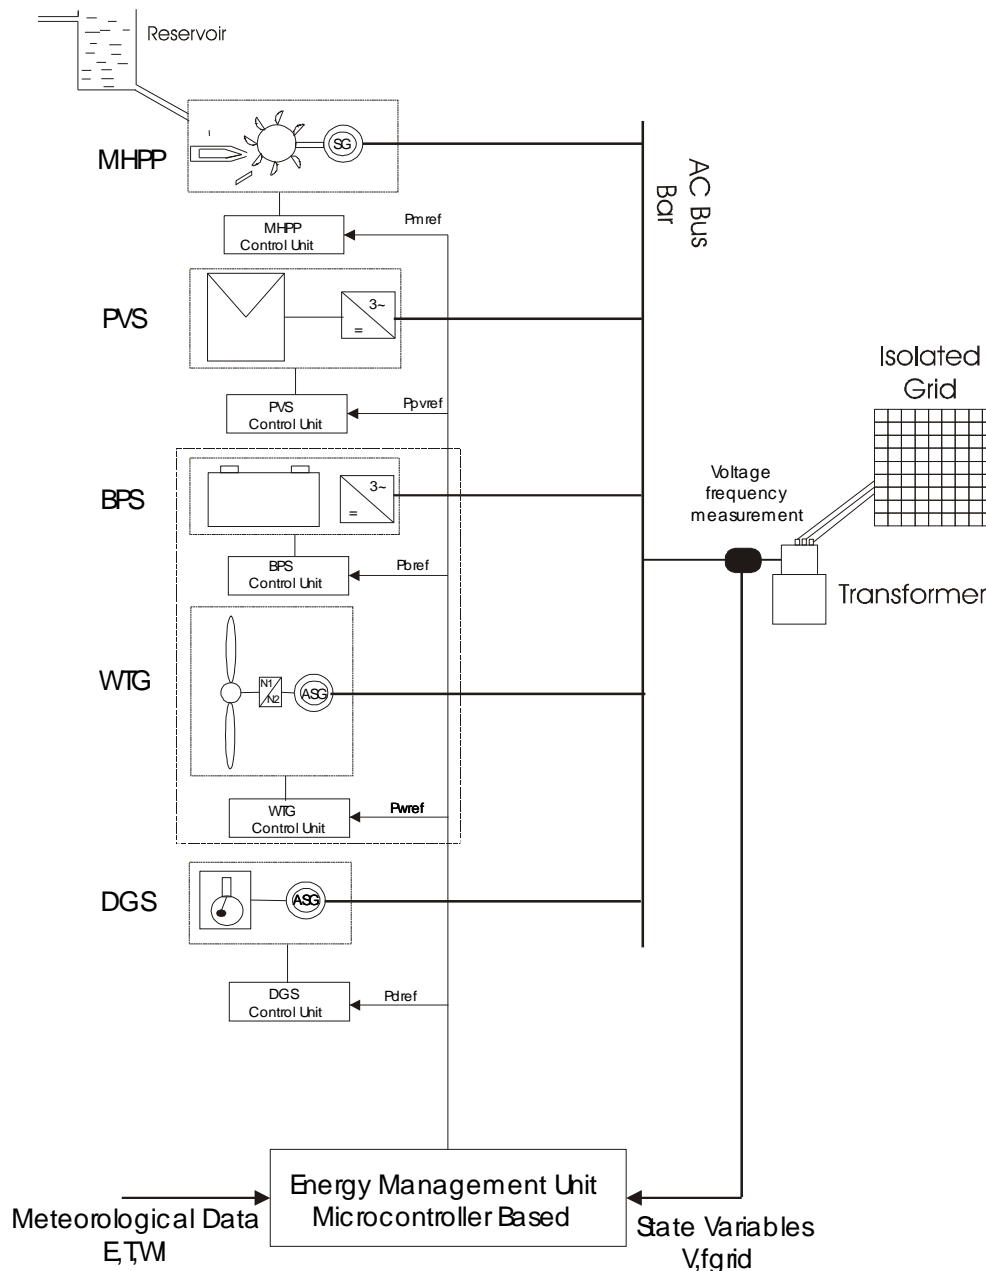 Reservoir
MHPP
SG
MHPP
Control Unit
Pmref
AC Bus
Bar
PVS
3~
=
PVS
Control Unit
Ppvref
Isolated
Grid
BPS
3~
=
BPS
Control Unit
Pbref
Voltage
frequency
measurement
Transformer
WTG
N1
N2
ASG
WTG
Control Unit
Pwref
DGS
ASG
DGS
Control Unit
Pdref
Energy Management Unit
Microcontroller Based
Meteorological Data
E,T,WI
State Variables
V,fgrid